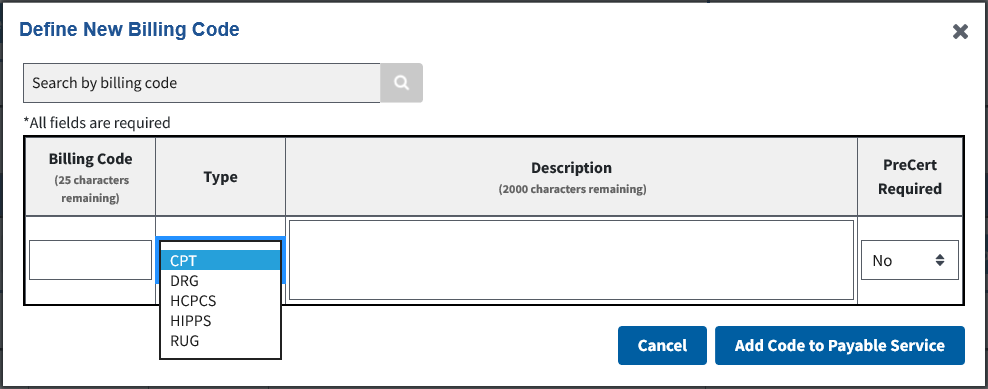 Define New Billing Code
Search by billing code
*All fields are required
Billing Code
(25 characters
remaining)
Type
Description
(2000 characters remaining)
PreCert
Required
CPT
DRG
HCPCS
HIPPS
RUG
No
Cancel
Add Code to Payable Service